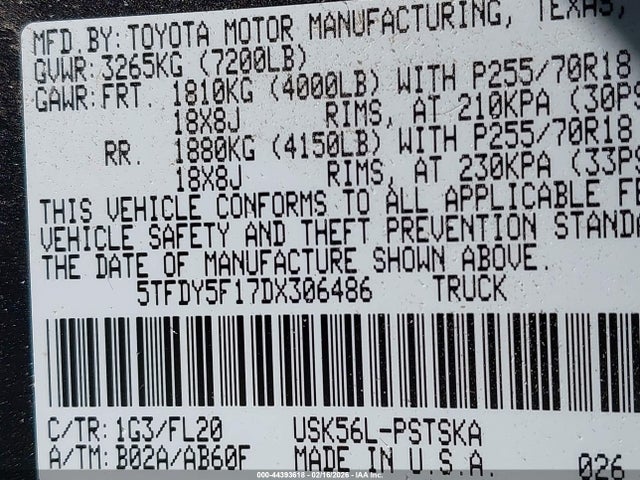 MFD. BY: TOYOTA MOTOR MANUFACTURING, TEXAS,
GVWR: 3265KG (7200LB)
GAWR: FRT. 1810KG (4000LB) WITH P255/70R18
18X8J RIMS, AT 210KPA (30PS
RR. 1880KG (4150LB) WITH P255/70R18
18X8J RIMS, AT 230KPA (33PS
THIS VEHICLE CONFORMS TO ALL APPLICABLE FE
VEHICLE SAFETY AND THEFT PREVENTION STANDA
THE DATE OF MANUFACTURE SHOWN ABOVE.
5TFDY5F17DX306486 TRUCK
C/TR: 1G3/FL20 USK56L-PSTSKA
A/TM: B02A/AB60F MADE IN U.S.A. 026
000-44393618 - 02/16/2026 - IAAI.com